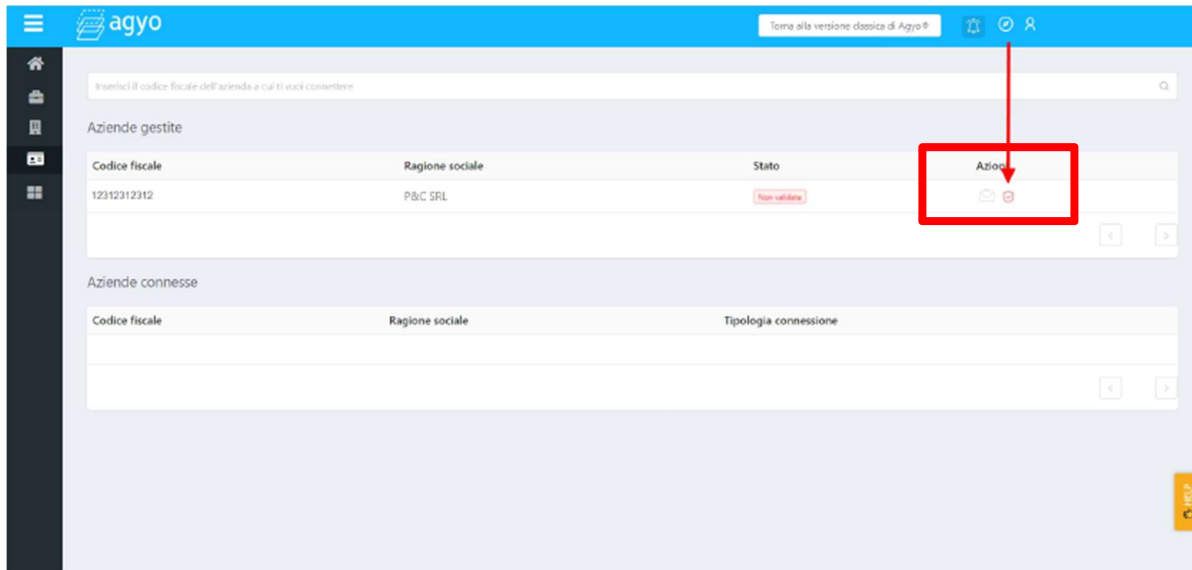 agyo
Torna alla versione classica di Agyo®
Inserisci il codice fiscale dell'azienda a cui ti vuoi connettere
Aziende gestite
Codice fiscale Ragione sociale Stato Azioni
12312312312 P&C SRL Non validata
< >
Aziende connesse
Codice fiscale Ragione sociale Tipologia connessione
< >
HELP